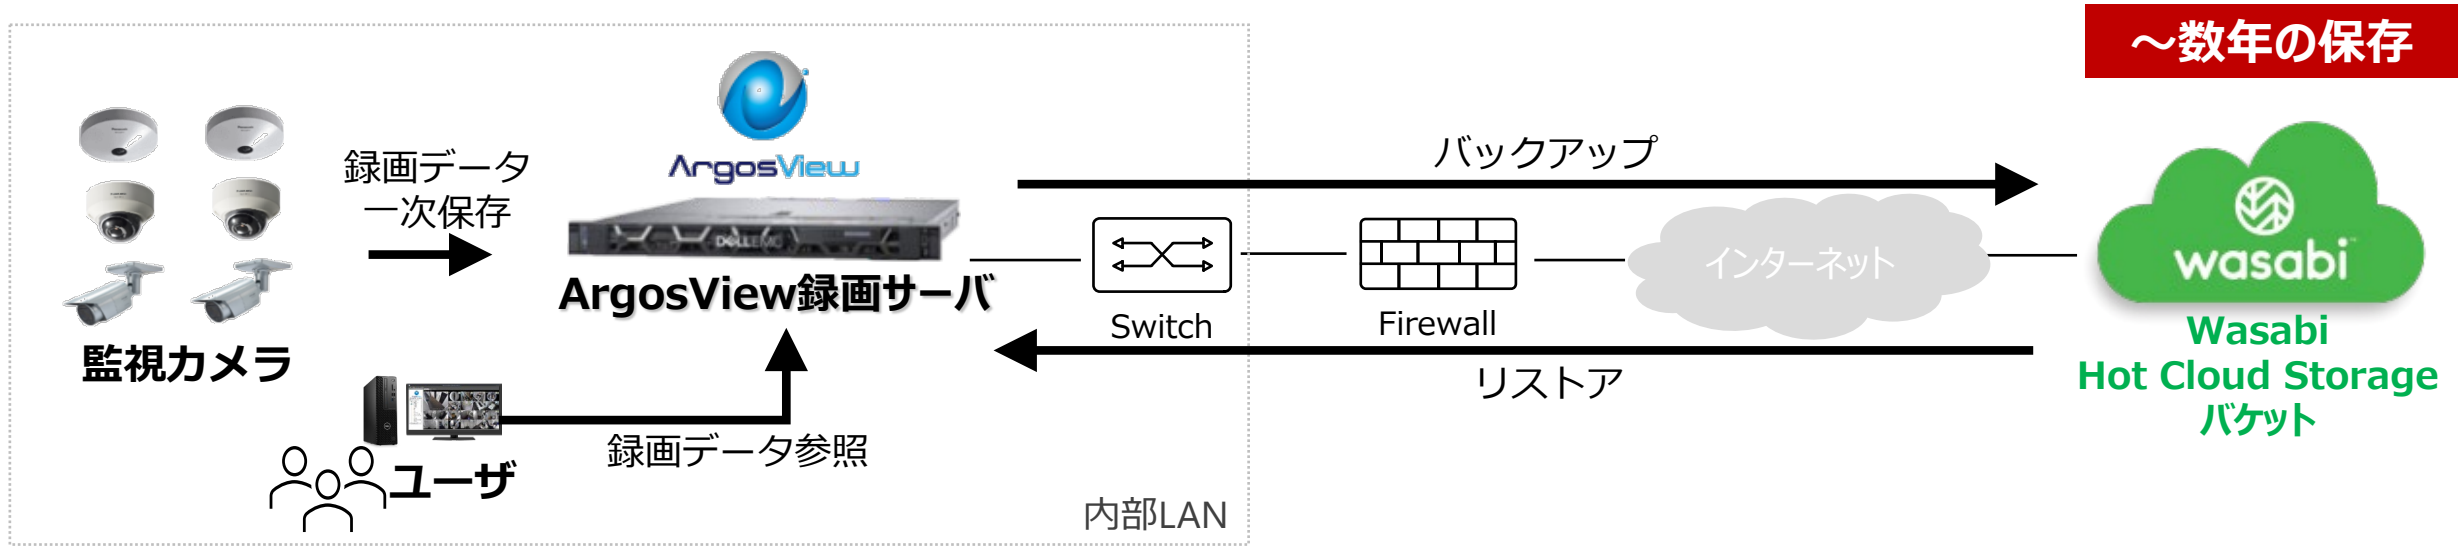 ～数年の保存
録画データ
一次保存
ArgosView
DELLEMC
ArgosView録画サーバ
監視カメラ
ユーザ
録画データ参照
内部LAN
バックアップ
Switch
Firewall
インターネット
リストア
wasabi
Wasabi
Hot Cloud Storage
バケット